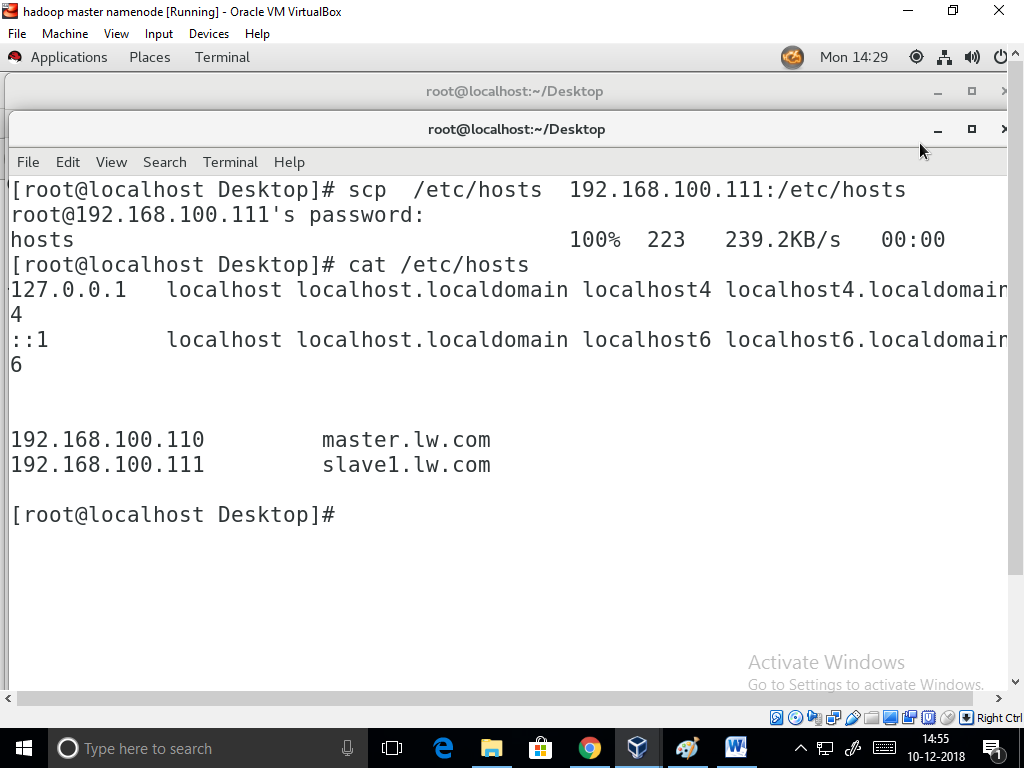 hadoop master namenode [Running] - Oracle VM VirtualBox
File Machine View Input Devices Help
Applications Places Terminal Mon 14:29
root@localhost:~/Desktop
root@localhost:~/Desktop
File Edit View Search Terminal Help
[root@localhost Desktop]# scp  /etc/hosts  192.168.100.111:/etc/hosts
root@192.168.100.111's password:
hosts                                      100%  223   239.2KB/s   00:00
[root@localhost Desktop]# cat /etc/hosts
127.0.0.1   localhost localhost.localdomain localhost4 localhost4.localdomain
4
::1         localhost localhost.localdomain localhost6 localhost6.localdomain
6
192.168.100.110         master.lw.com
192.168.100.111         slave1.lw.com
[root@localhost Desktop]#
Activate Windows
Go to Settings to activate Windows.
Right Ctrl
Type here to search
14:55
10-12-2018
1